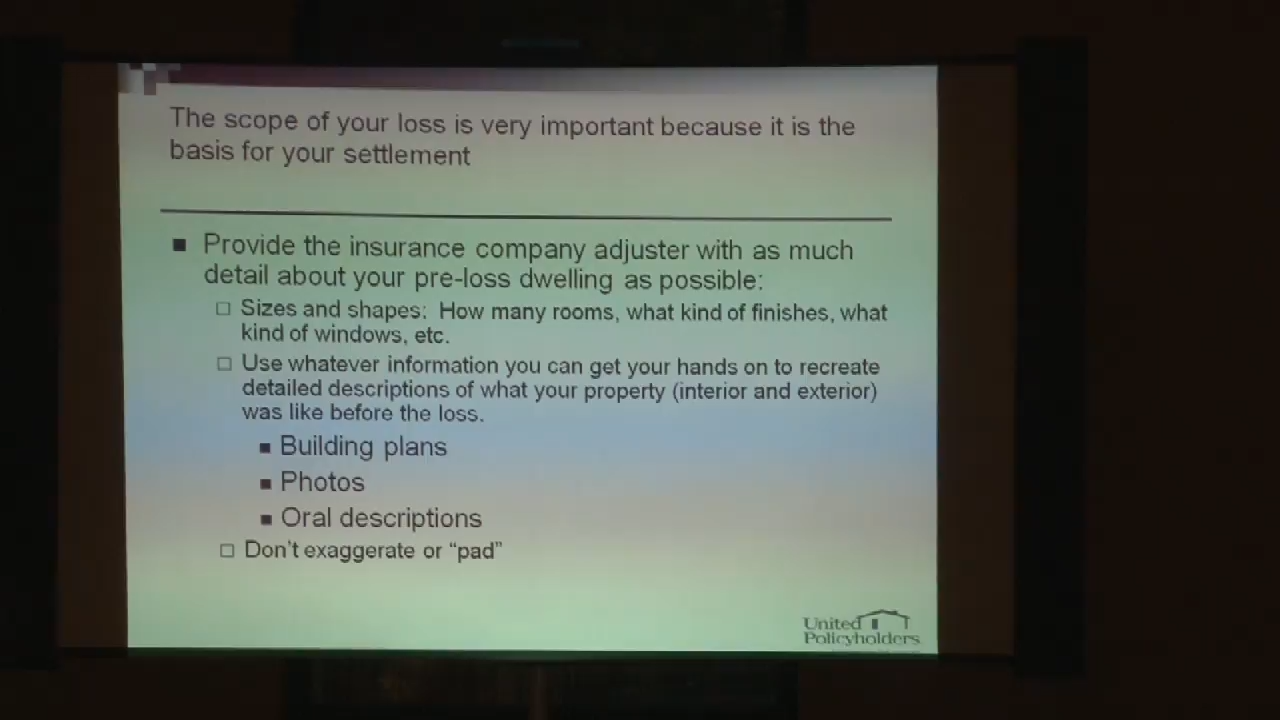 The scope of your loss is very important because it is the
basis for your settlement
Provide the insurance company adjuster with as much
detail about your pre-loss dwelling as possible:
Sizes and shapes: How many rooms, what kind of finishes, what
kind of windows, etc.
Use whatever information you can get your hands on to recreate
detailed descriptions of what your property (interior and exterior)
was like before the loss.
Building plans
Photos
Oral descriptions
Don't exaggerate or “pad”
United
Policyholders